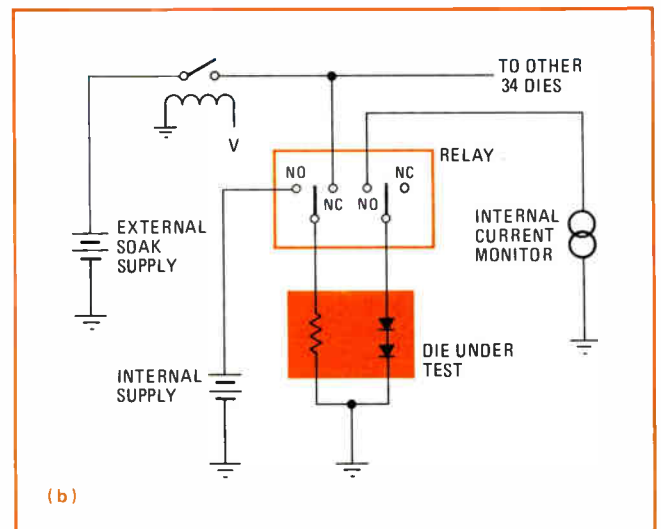 TO OTHER
34 DIES
V
RELAY
NO
NC
NC
NO
EXTERNAL
SOAK
SUPPLY
INTERNAL
CURRENT
MONITOR
DIE UNDER
TEST
INTERNAL
SUPPLY
(b)